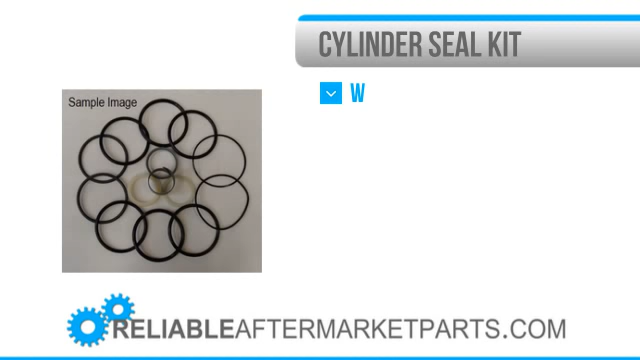 CYLINDER SEAL KIT
W
Sample Image
RELIABLEAFTERMARKETPARTS.COM